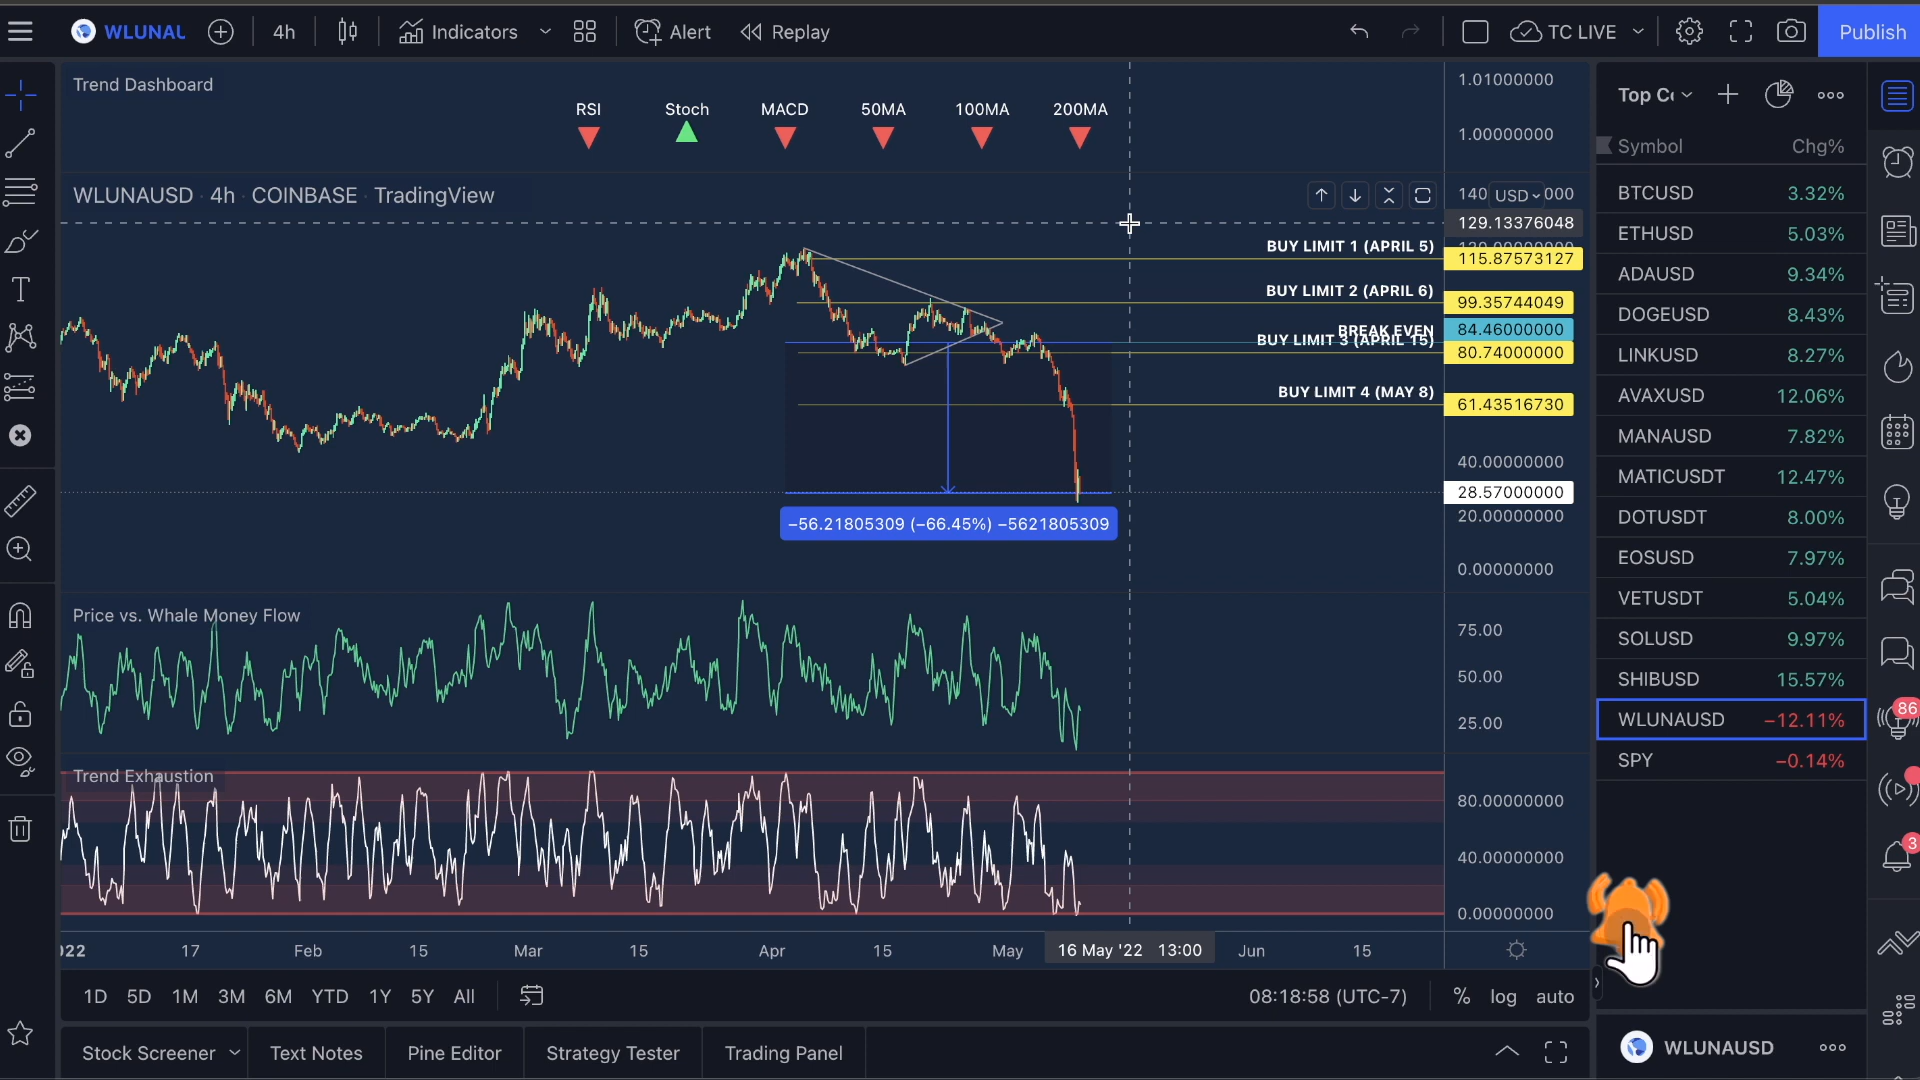 WLUNAU 4h Indicators Alert Replay TC LIVE Publish
Trend Dashboard
RSI Stoch MACD 50MA 100MA 200MA
1.01000000
1.00000000
WLUNAUSD · 4h · COINBASE · TradingView
140 USD 000
129.13376048
BUY LIMIT 1 (APRIL 5) 115.87573127
BUY LIMIT 2 (APRIL 6) 99.35744049
BREAK EVEN 84.46000000
BUY LIMIT 3 (APRIL 15) 80.74000000
BUY LIMIT 4 (MAY 8) 61.43516730
40.00000000
28.57000000
20.00000000
0.00000000
−56.21805309 (−66.45%) −5621805309
Price vs. Whale Money Flow
75.00
50.00
25.00
Trend Exhaustion
80.00000000
40.00000000
0.00000000
022 17 Feb 15 Mar 15 Apr 15 May 16 May '22 13:00 Jun 15
1D 5D 1M 3M 6M YTD 1Y 5Y All 08:18:58 (UTC-7) % log auto
Stock Screener Text Notes Pine Editor Strategy Tester Trading Panel
Top Co
Symbol Chg%
BTCUSD 3.32%
ETHUSD 5.03%
ADAUSD 9.34%
DOGEUSD 8.43%
LINKUSD 8.27%
AVAXUSD 12.06%
MANAUSD 7.82%
MATICUSDT 12.47%
DOTUSDT 8.00%
EOSUSD 7.97%
VETUSDT 5.04%
SOLUSD 9.97%
SHIBUSD 15.57%
WLUNAUSD −12.11%
SPY −0.14%
WLUNAUSD
86
3